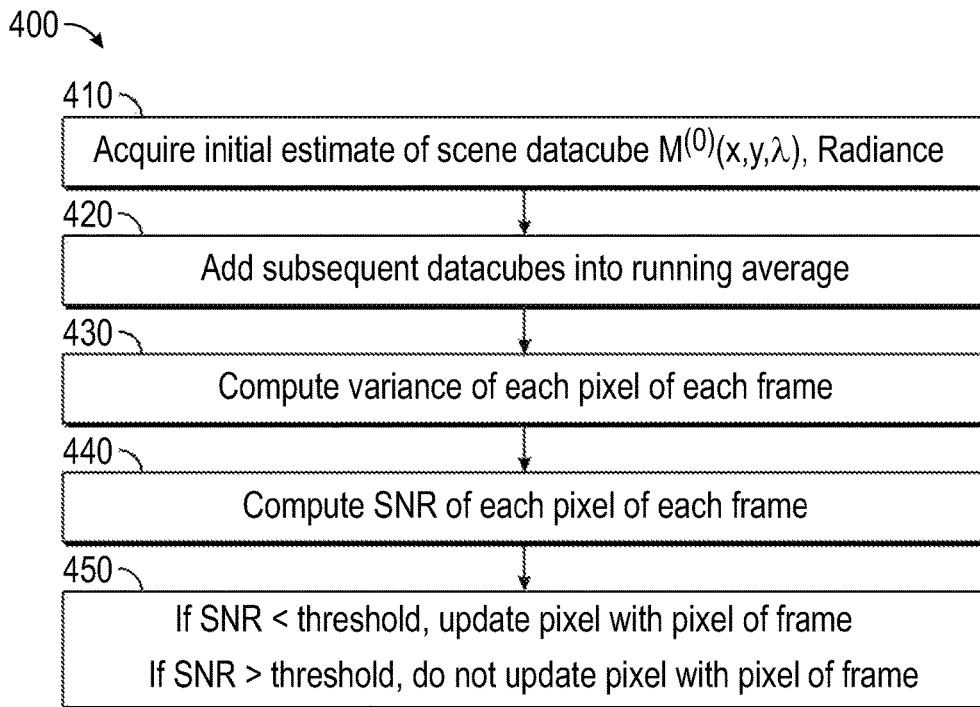 400
410
Acquire initial estimate of scene datacube M(0)(x,y,λ), Radiance
420
Add subsequent datacubes into running average
430
Compute variance of each pixel of each frame
440
Compute SNR of each pixel of each frame
450
If SNR < threshold, update pixel with pixel of frame
If SNR > threshold, do not update pixel with pixel of frame